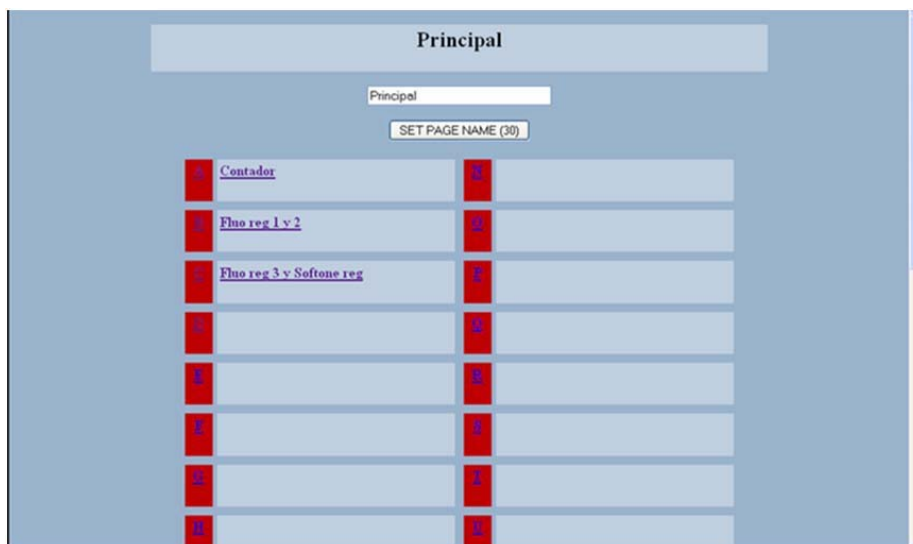 Principal
Principal
SET PAGE NAME (30)
A Contador N
Fluo reg 1 y 2 O
Fluo reg 3 y Softone reg P
Q
E R
F S
G T
H U